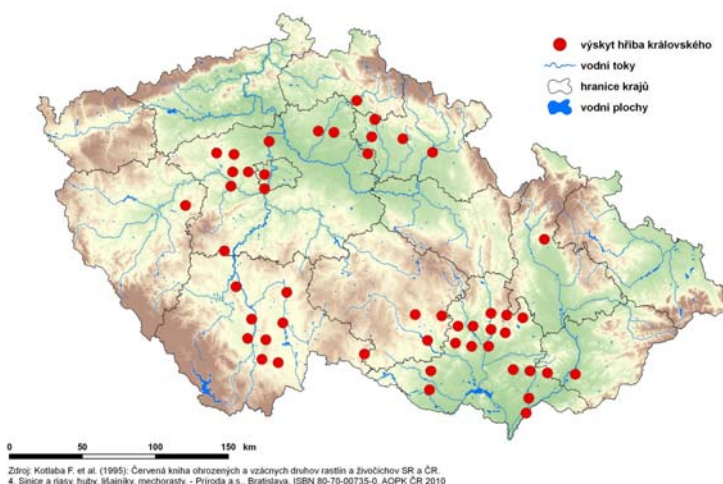 výskyt hřiba královského
vodní toky
hranice krajů
vodní plochy
0 50 100 150 km
Zdroj: Kotlaba F. et al. (1995): Červená kniha ohrozených a vzácnych druhov rastlín a živočíchov SR a ČR.
4. Sinice a riasy, huby, lišajníky, mechorasty. - Príroda a.s., Bratislava. ISBN 80-70-00735-0. AOPK ČR 2010